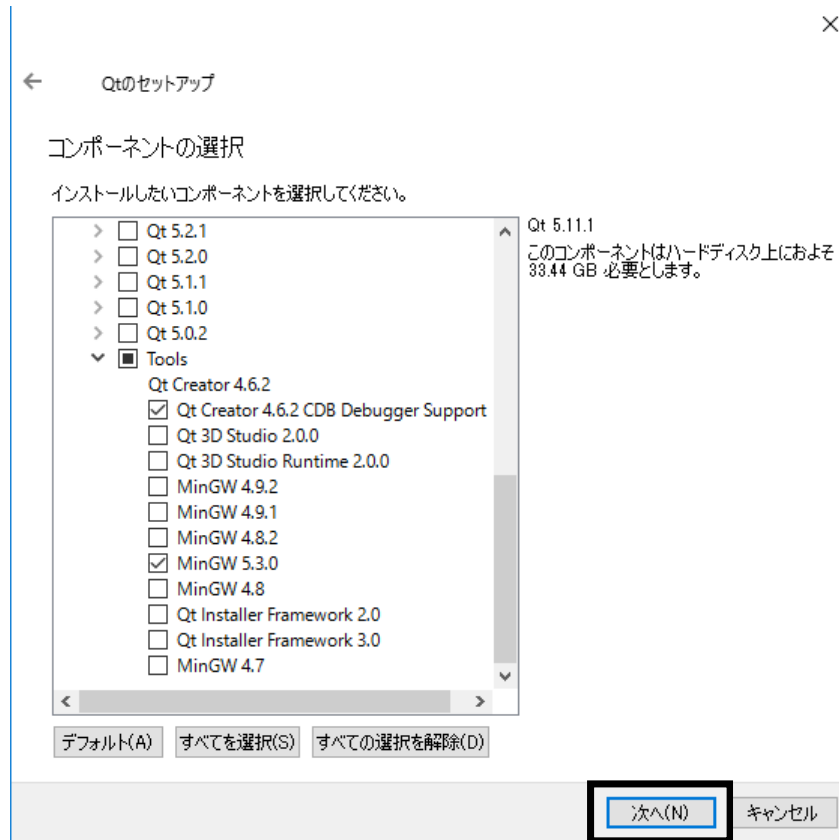 Qtのセットアップ
コンポーネントの選択
インストールしたいコンポーネントを選択してください。
Qt 5.2.1
Qt 5.2.0
Qt 5.1.1
Qt 5.1.0
Qt 5.0.2
Tools
Qt Creator 4.6.2
Qt Creator 4.6.2 CDB Debugger Support
Qt 3D Studio 2.0.0
Qt 3D Studio Runtime 2.0.0
MinGW 4.9.2
MinGW 4.9.1
MinGW 4.8.2
MinGW 5.3.0
MinGW 4.8
Qt Installer Framework 2.0
Qt Installer Framework 3.0
MinGW 4.7
Qt 5.11.1
このコンポーネントはハードディスク上におよそ
33.44 GB 必要とします。
デフォルト(A)
すべてを選択(S)
すべての選択を解除(D)
次へ(N)
キャンセル